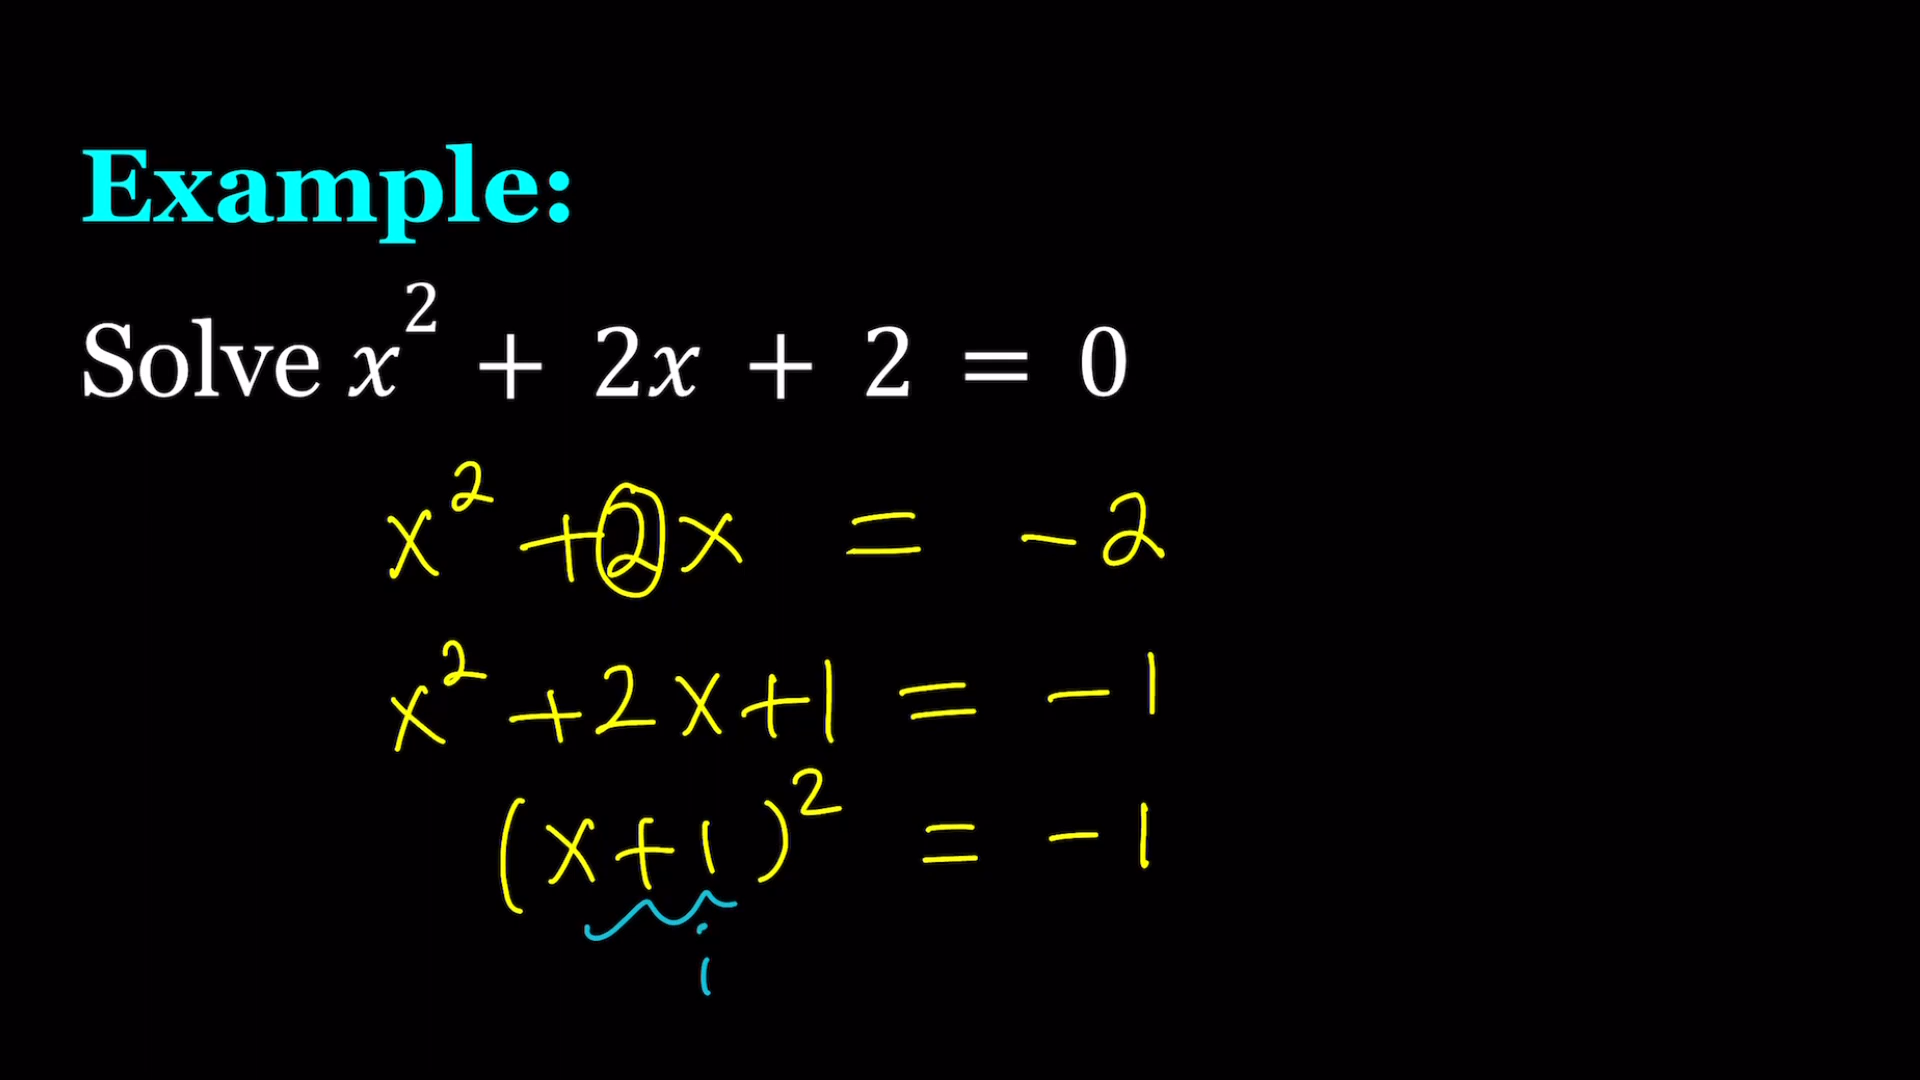 Example:
Solve x² + 2x + 2 = 0
x² + 2x = -2
x² + 2x + 1 = -1
(x + 1)² = -1
i